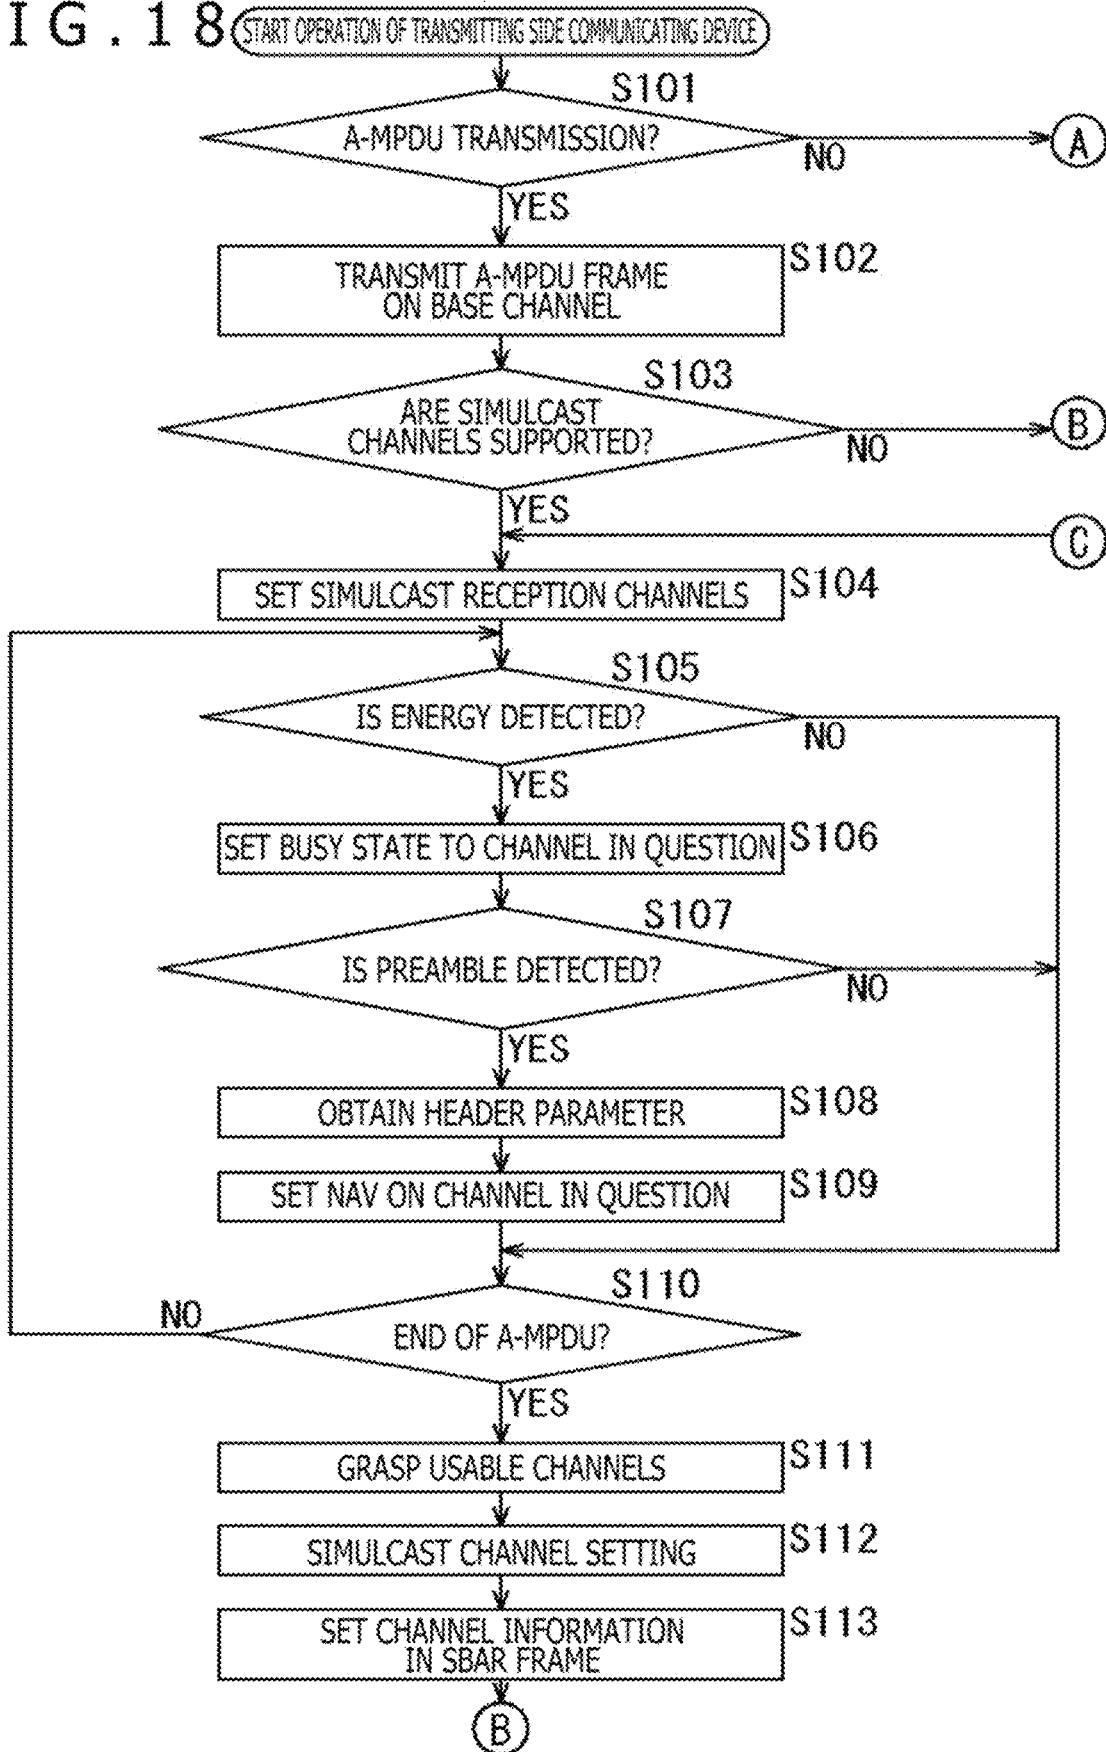 IG.18
START OPERATION OF TRANSMITTING SIDE COMMUNICATING DEVICE
S101
A-MPDU TRANSMISSION?
NO
A
YES
S102
TRANSMIT A-MPDU FRAME
ON BASE CHANNEL
S103
ARE SIMULCAST
CHANNELS SUPPORTED?
NO
B
YES
C
S104
SET SIMULCAST RECEPTION CHANNELS
S105
IS ENERGY DETECTED?
NO
YES
S106
SET BUSY STATE TO CHANNEL IN QUESTION
S107
IS PREAMBLE DETECTED?
NO
YES
S108
OBTAIN HEADER PARAMETER
S109
SET NAV ON CHANNEL IN QUESTION
S110
NO
END OF A-MPDU?
YES
S111
GRASP USABLE CHANNELS
S112
SIMULCAST CHANNEL SETTING
S113
SET CHANNEL INFORMATION
IN SBAR FRAME
B